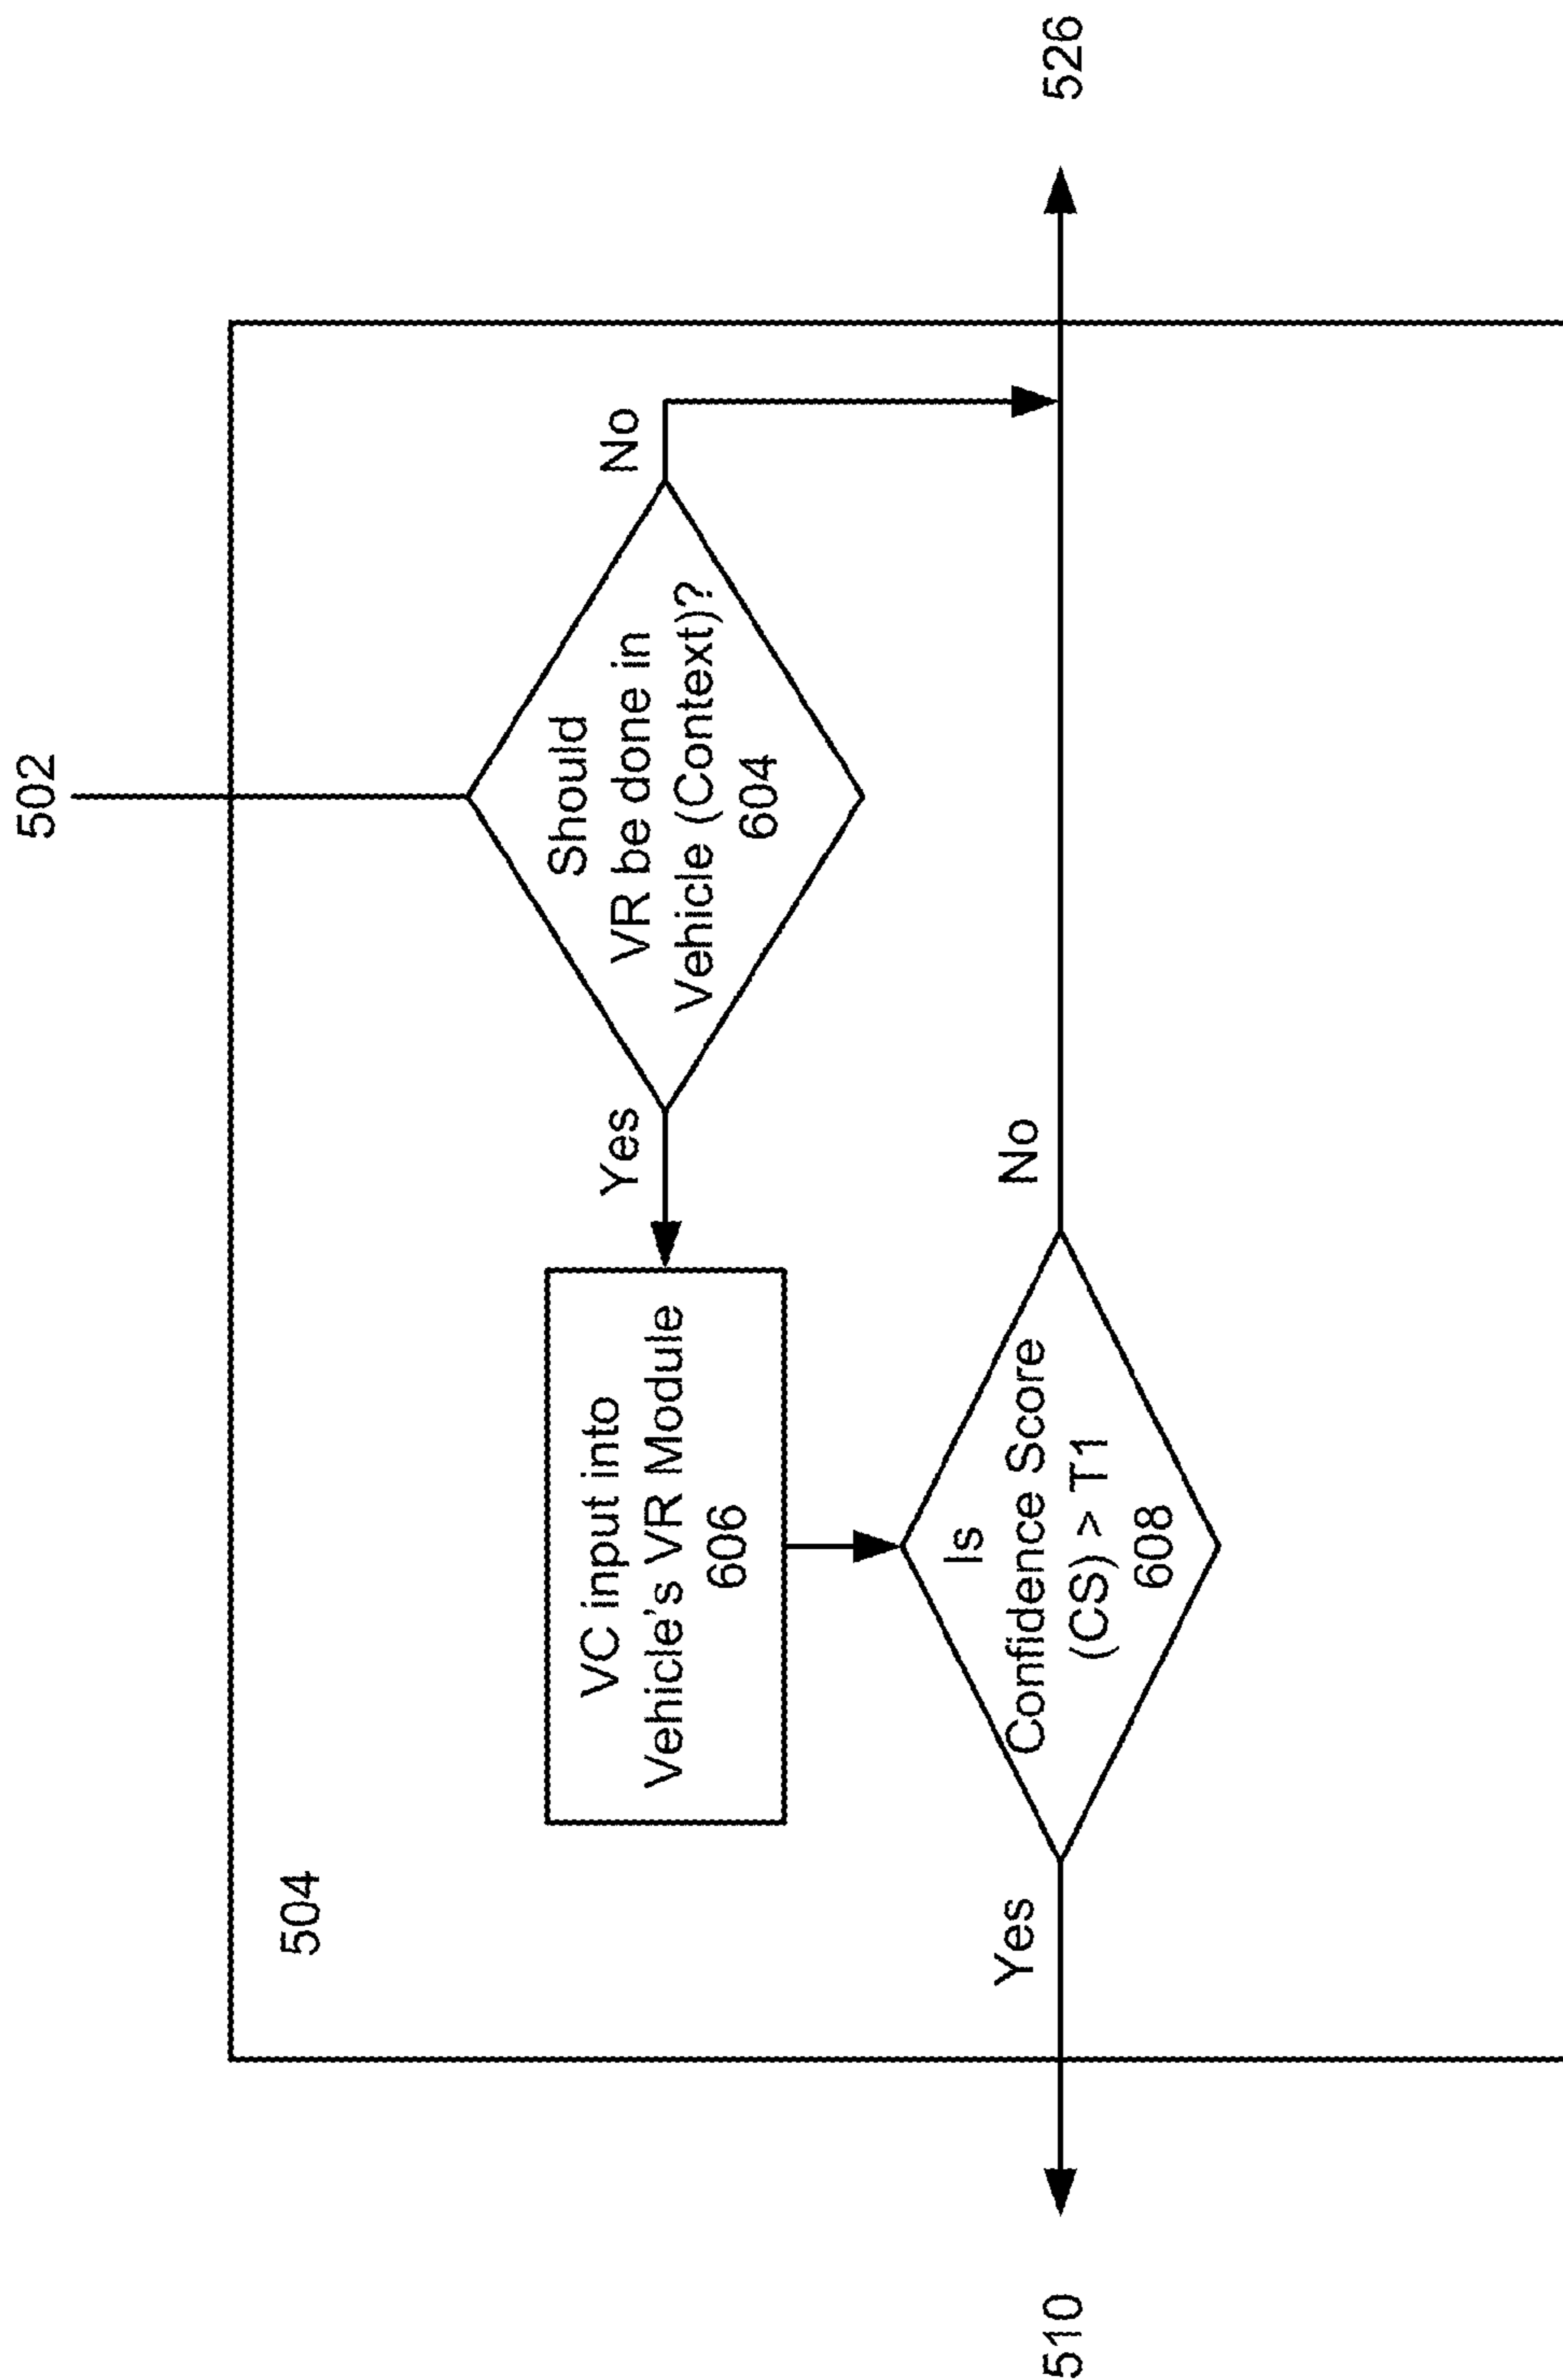 502
504
Should
VR be done in
Vehicle (Context)?
604
Yes
No
VC input into
Vehicle's VR Module
606
Is
Confidence Score
(CS) > T1
608
Yes
No
510
526